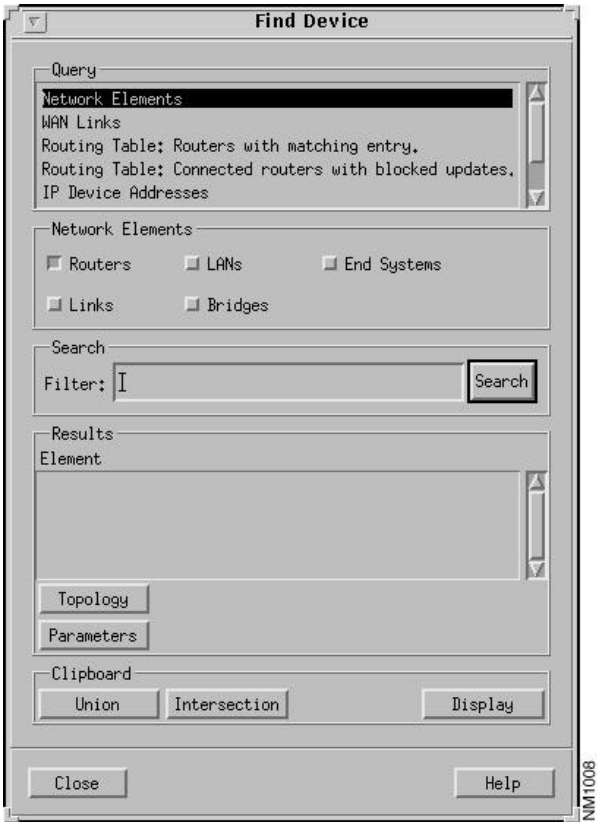 Find Device
Query
Network Elements
WAN Links
Routing Table: Routers with matching entry.
Routing Table: Connected routers with blocked updates.
IP Device Addresses
Network Elements
Routers LANs End Systems
Links Bridges
Search
Filter: Search
Results
Element
Topology
Parameters
Clipboard
Union Intersection Display
Close Help
NM1008